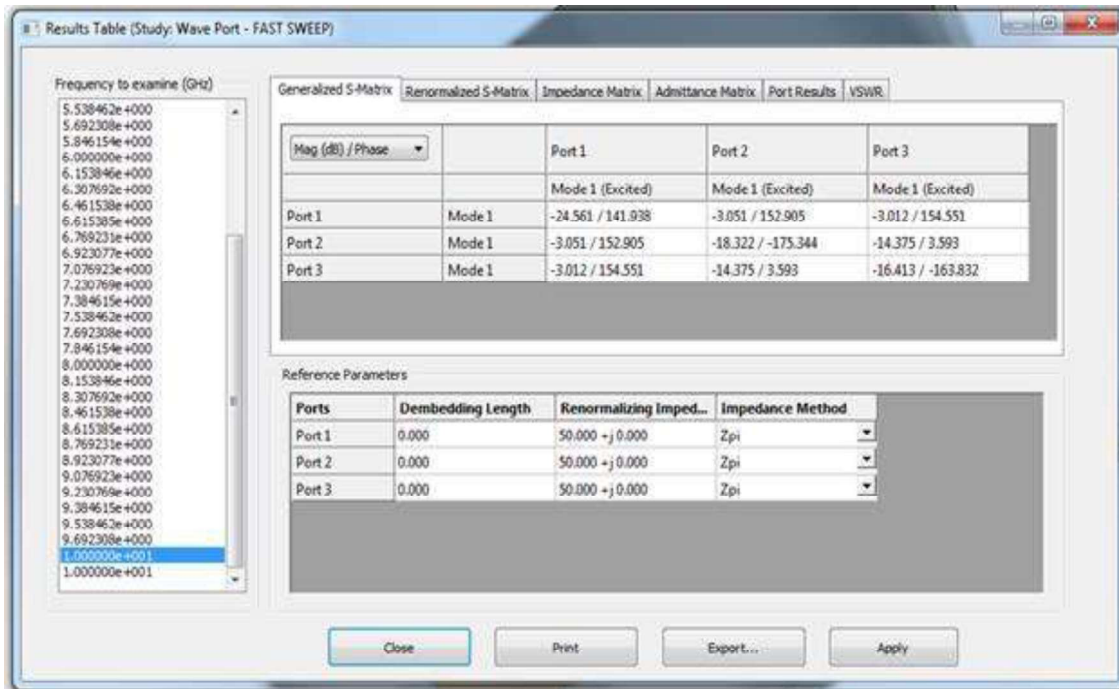 Results Table (Study: Wave Port - FAST SWEEP)
Frequency to examine (GHz)
5.538462e+000
5.692308e+000
5.846154e+000
6.000000e+000
6.153846e+000
6.307692e+000
6.461538e+000
6.615385e+000
6.769231e+000
6.923077e+000
7.076923e+000
7.230769e+000
7.384615e+000
7.538462e+000
7.692308e+000
7.846154e+000
8.000000e+000
8.153846e+000
8.307692e+000
8.461538e+000
8.615385e+000
8.769231e+000
8.923077e+000
9.076923e+000
9.230769e+000
9.384615e+000
9.538462e+000
9.692308e+000
1.000000e+001
1.000000e+001
Generalized S-Matrix Renormalized S-Matrix Impedance Matrix Admittance Matrix Port Results VSWR
Mag (dB) / Phase Port 1 Port 2 Port 3
Mode 1 (Excited) Mode 1 (Excited) Mode 1 (Excited)
Port 1 Mode 1 -24.561 / 141.938 -3.051 / 152.905 -3.012 / 154.551
Port 2 Mode 1 -3.051 / 152.905 -18.322 / -175.344 -14.375 / 3.593
Port 3 Mode 1 -3.012 / 154.551 -14.375 / 3.593 -16.413 / -163.832
Reference Parameters
Ports Dembedding Length Renormalizing Imped... Impedance Method
Port 1 0.000 50.000 +j 0.000 Zpi
Port 2 0.000 50.000 +j 0.000 Zpi
Port 3 0.000 50.000 +j 0.000 Zpi
Close Print Export... Apply